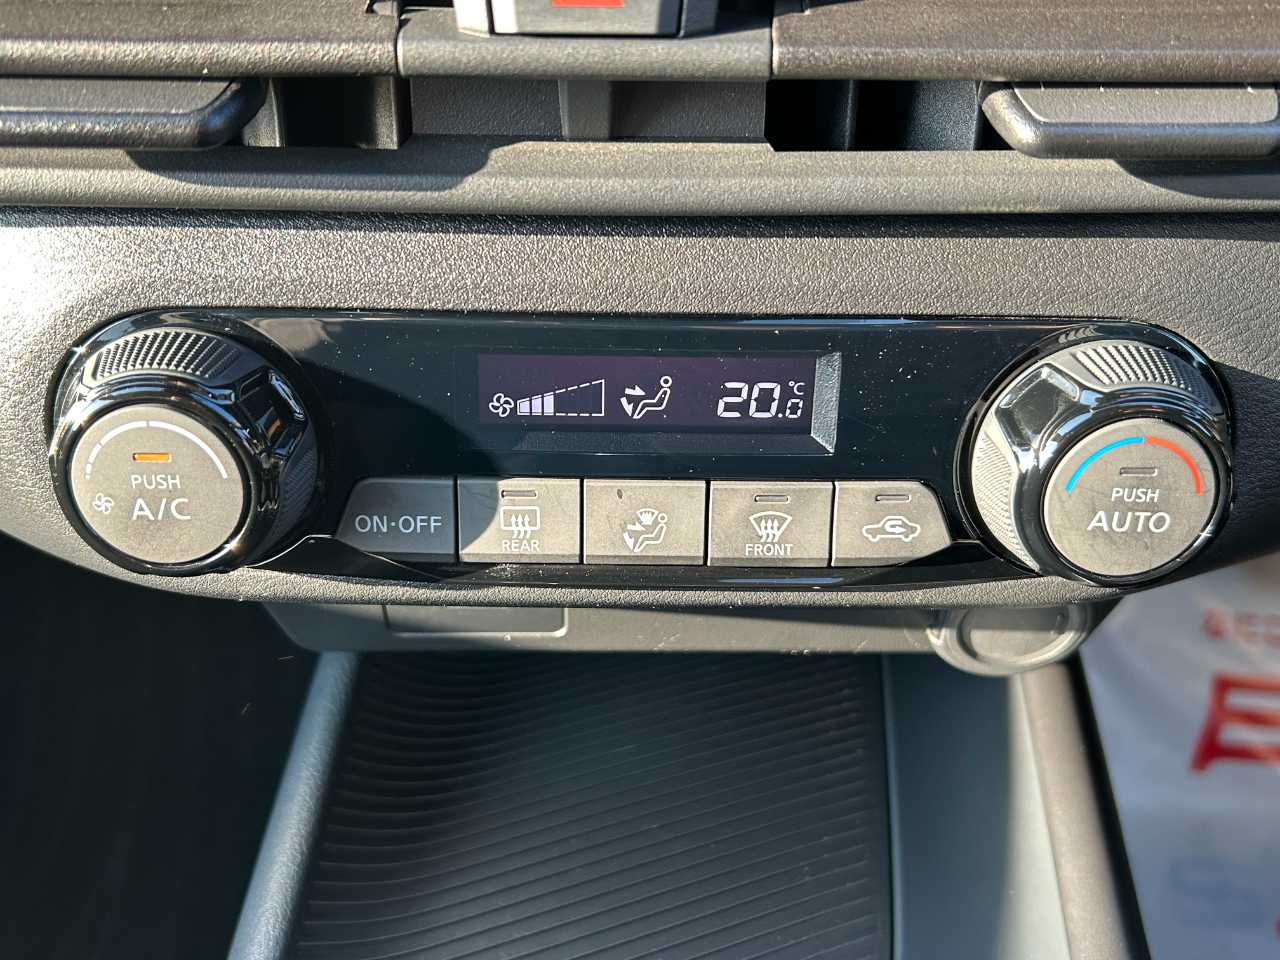 20.0 °C
PUSH
A/C
ON·OFF
REAR
FRONT
PUSH
AUTO